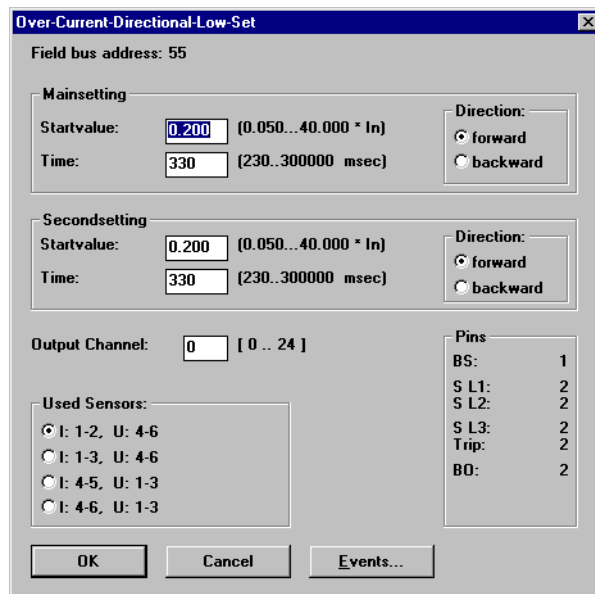 Over-Current-Directional-Low-Set
Field bus address: 55
Mainsetting
Startvalue: 0.200 (0.050...40.000 * In)
Time: 330 (230..300000 msec)
Direction:
forward
backward
Secondsetting
Startvalue: 0.200 (0.050...40.000 * In)
Time: 330 (230..300000 msec)
Direction:
forward
backward
Output Channel: 0 [ 0 .. 24 ]
Used Sensors:
I: 1-2, U: 4-6
I: 1-3, U: 4-6
I: 4-5, U: 1-3
I: 4-6, U: 1-3
Pins
BS: 1
S L1: 2
S L2: 2
S L3: 2
Trip: 2
BO: 2
OK Cancel Events...